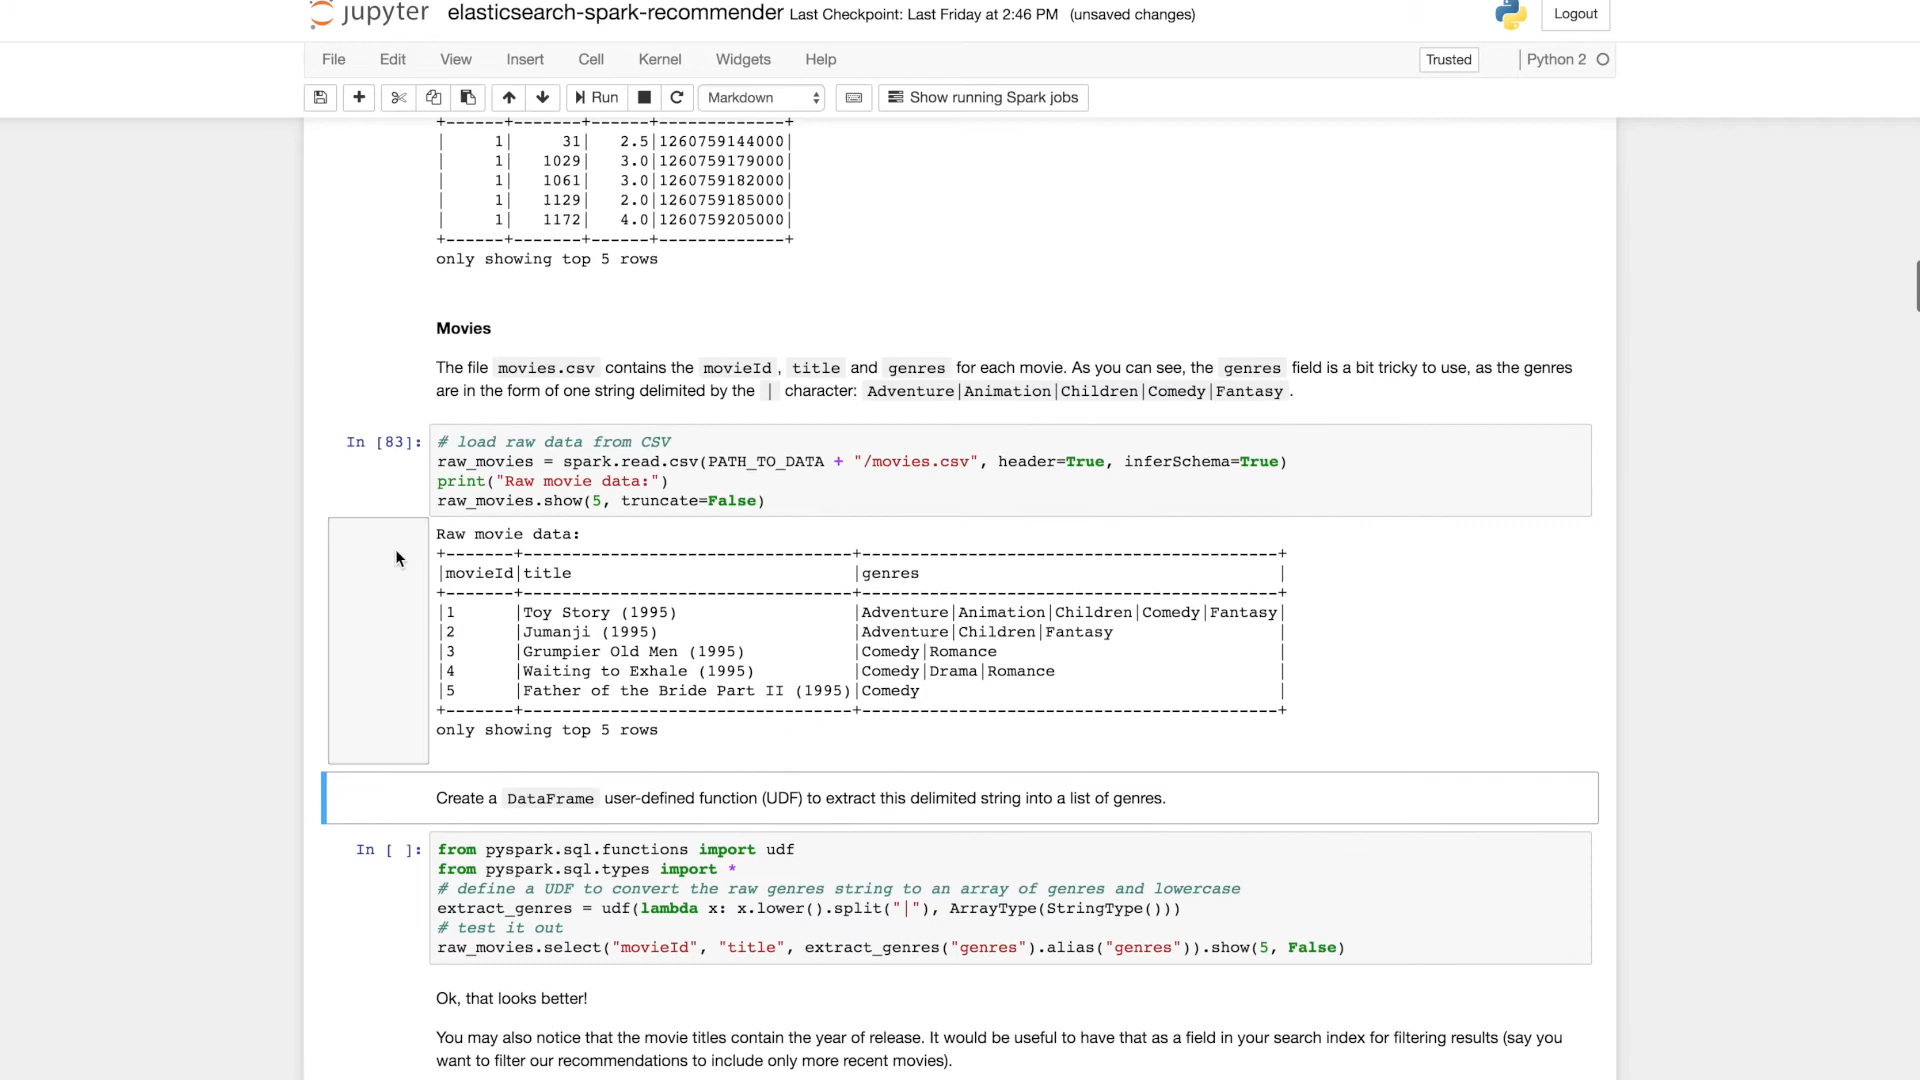 jupyter elasticsearch-spark-recommender Last Checkpoint: Last Friday at 2:46 PM (unsaved changes) Logout
File Edit View Insert Cell Kernel Widgets Help Trusted Python 2
Run Markdown Show running Spark jobs
+------+-------+------+-------------+
|     1|     31|   2.5|1260759144000|
|     1|   1029|   3.0|1260759179000|
|     1|   1061|   3.0|1260759182000|
|     1|   1129|   2.0|1260759185000|
|     1|   1172|   4.0|1260759205000|
+------+-------+------+-------------+
only showing top 5 rows
Movies
The file movies.csv contains the movieId, title and genres for each movie. As you can see, the genres field is a bit tricky to use, as the genres
are in the form of one string delimited by the | character: Adventure|Animation|Children|Comedy|Fantasy.
In [83]: # load raw data from CSV
raw_movies = spark.read.csv(PATH_TO_DATA + "/movies.csv", header=True, inferSchema=True)
print("Raw movie data:")
raw_movies.show(5, truncate=False)
Raw movie data:
+-------+----------------------------------+-------------------------------------------+
|movieId|title                             |genres                                     |
+-------+----------------------------------+-------------------------------------------+
|1      |Toy Story (1995)                  |Adventure|Animation|Children|Comedy|Fantasy|
|2      |Jumanji (1995)                    |Adventure|Children|Fantasy                 |
|3      |Grumpier Old Men (1995)           |Comedy|Romance                             |
|4      |Waiting to Exhale (1995)          |Comedy|Drama|Romance                       |
|5      |Father of the Bride Part II (1995)|Comedy                                     |
+-------+----------------------------------+-------------------------------------------+
only showing top 5 rows
Create a DataFrame user-defined function (UDF) to extract this delimited string into a list of genres.
In [ ]: from pyspark.sql.functions import udf
from pyspark.sql.types import *
# define a UDF to convert the raw genres string to an array of genres and lowercase
extract_genres = udf(lambda x: x.lower().split("|"), ArrayType(StringType()))
# test it out
raw_movies.select("movieId", "title", extract_genres("genres").alias("genres")).show(5, False)
Ok, that looks better!
You may also notice that the movie titles contain the year of release. It would be useful to have that as a field in your search index for filtering results (say you
want to filter our recommendations to include only more recent movies).